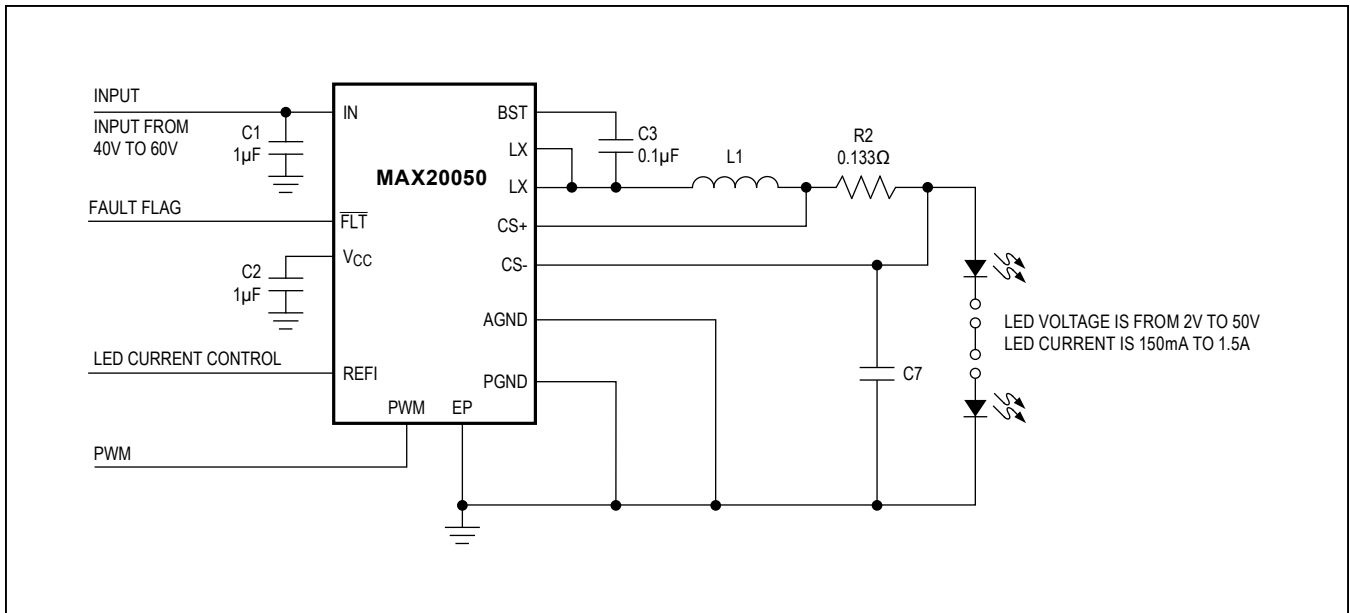 INPUT
INPUT FROM
40V TO 60V
C1
1µF
IN
FAULT FLAG
FLT
VCC
C2
1µF
LED CURRENT CONTROL
REFI
PWM
PWM
EP
MAX20050
BST
LX
LX
CS+
CS-
AGND
PGND
C3
0.1µF
L1
R2
0.133Ω
C7
LED VOLTAGE IS FROM 2V TO 50V
LED CURRENT IS 150mA TO 1.5A